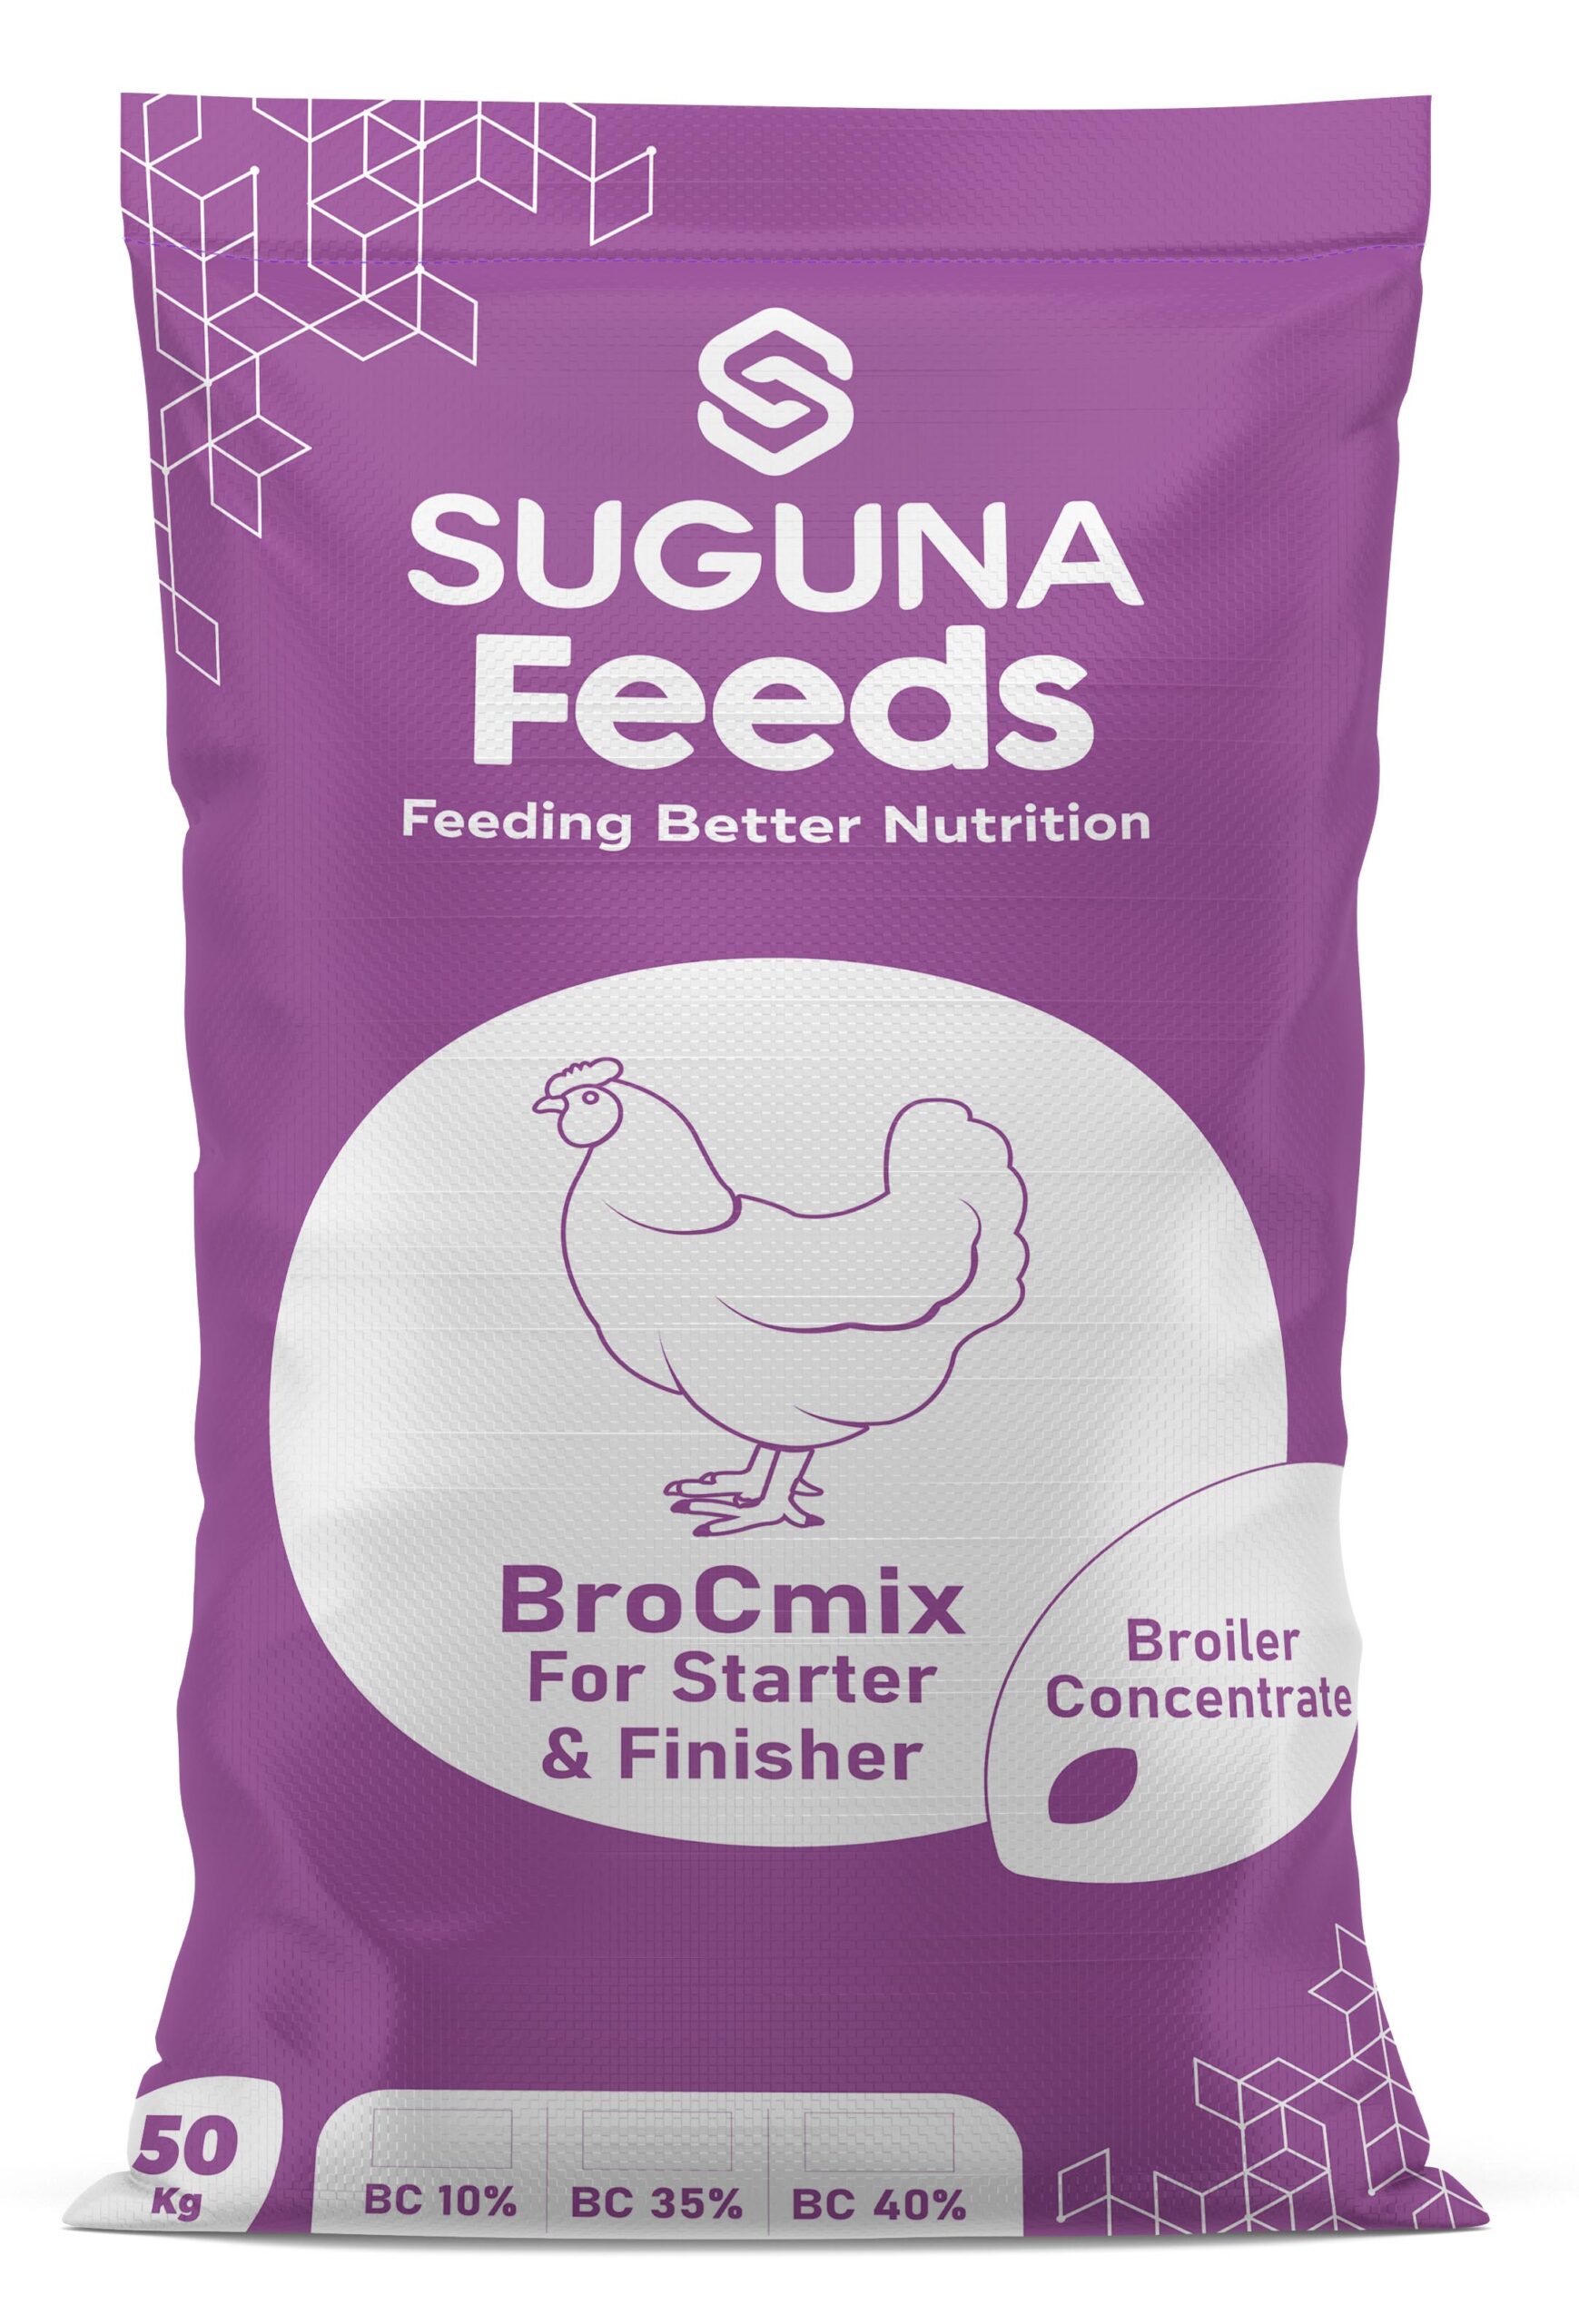 SUGUNA
Feeds
Feeding Better Nutrition
BroCmix
For Starter
& Finisher
Broiler
Concentrate
50
Kg
BC 10%
BC 35%
BC 40%